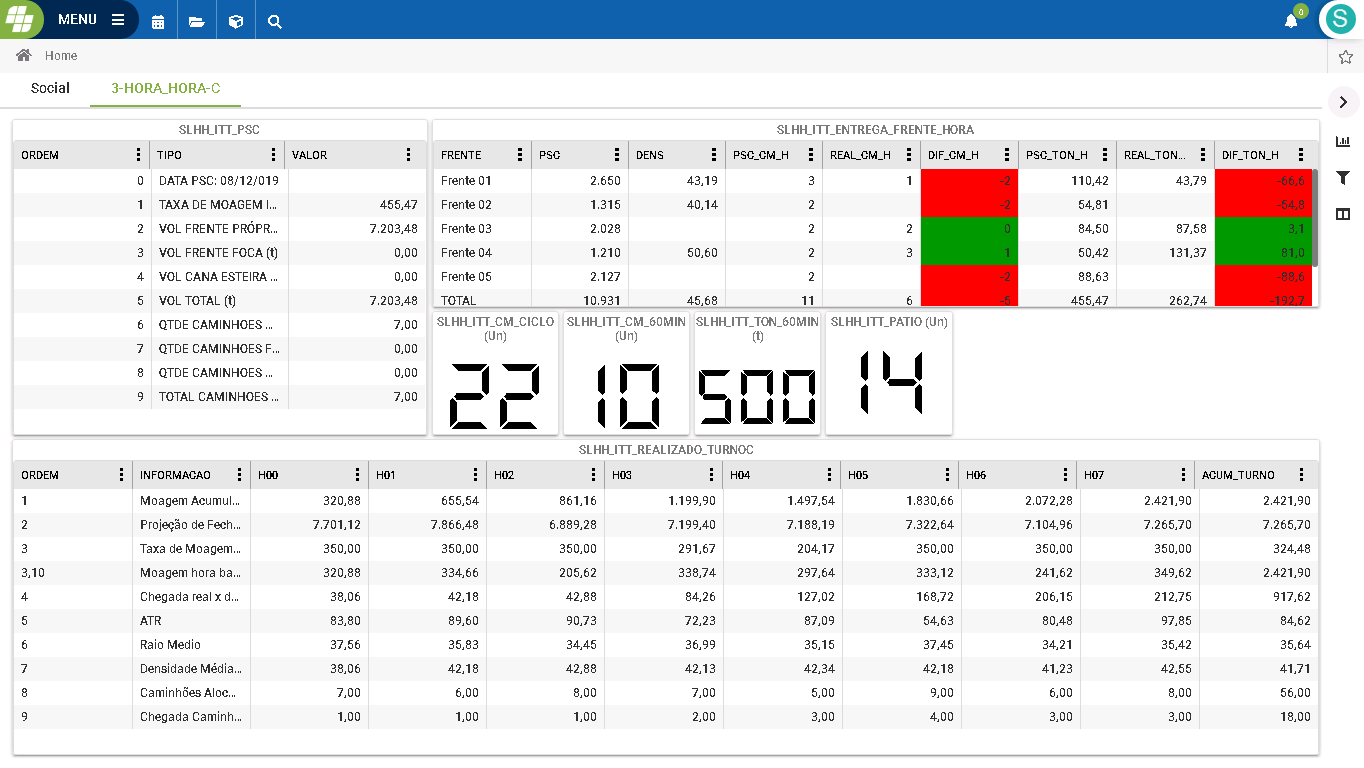 MENU
0
S
Home
Social 3-HORA_HORA-C
SLHH_ITT_PSC
ORDEM TIPO VALOR
0 DATA PSC: 08/12/019
1 TAXA DE MOAGEM I... 455,47
2 VOL FRENTE PRÓPR... 7.203,48
3 VOL FRENTE FOCA (t) 0,00
4 VOL CANA ESTEIRA ... 0,00
5 VOL TOTAL (t) 7.203,48
6 QTDE CAMINHOES ... 7,00
7 QTDE CAMINHOES F... 0,00
8 QTDE CAMINHOES ... 0,00
9 TOTAL CAMINHOES ... 7,00
SLHH_ITT_ENTREGA_FRENTE_HORA
FRENTE PSC DENS PSC_CM_H REAL_CM_H DIF_CM_H PSC_TON_H REAL_TON... DIF_TON_H
Frente 01 2.650 43,19 3 1 -2 110,42 43,79 -66,6
Frente 02 1.315 40,14 2 -2 54,81 -54,8
Frente 03 2.028 2 2 0 84,50 87,58 3,1
Frente 04 1.210 50,60 2 3 1 50,42 131,37 81,0
Frente 05 2.127 2 -2 88,63 -88,6
TOTAL 10.931 45,68 11 6 -5 455,47 262,74 -192,7
SLHH_ITT_CM_CICLO
(Un)
22
SLHH_ITT_CM_60MIN
(Un)
10
SLHH_ITT_TON_60MIN
(t)
500
SLHH_ITT_PATIO (Un)
14
SLHH_ITT_REALIZADO_TURNOC
ORDEM INFORMACAO H00 H01 H02 H03 H04 H05 H06 H07 ACUM_TURNO
1 Moagem Acumul... 320,88 655,54 861,16 1.199,90 1.497,54 1.830,66 2.072,28 2.421,90 2.421,90
2 Projeção de Fech... 7.701,12 7.866,48 6.889,28 7.199,40 7.188,19 7.322,64 7.104,96 7.265,70 7.265,70
3 Taxa de Moagem... 350,00 350,00 350,00 291,67 204,17 350,00 350,00 350,00 324,48
3,10 Moagem hora ba... 320,88 334,66 205,62 338,74 297,64 333,12 241,62 349,62 2.421,90
4 Chegada real x d... 38,06 42,18 42,88 84,26 127,02 168,72 206,15 212,75 917,62
5 ATR 83,80 89,60 90,73 72,23 87,09 54,63 80,48 97,85 84,62
6 Raio Medio 37,56 35,83 34,45 36,99 35,15 37,45 34,21 35,42 35,64
7 Densidade Média... 38,06 42,18 42,88 42,13 42,34 42,18 41,23 42,55 41,71
8 Caminhões Aloc... 7,00 6,00 8,00 7,00 5,00 9,00 6,00 8,00 56,00
9 Chegada Caminh... 1,00 1,00 1,00 2,00 3,00 4,00 3,00 3,00 18,00